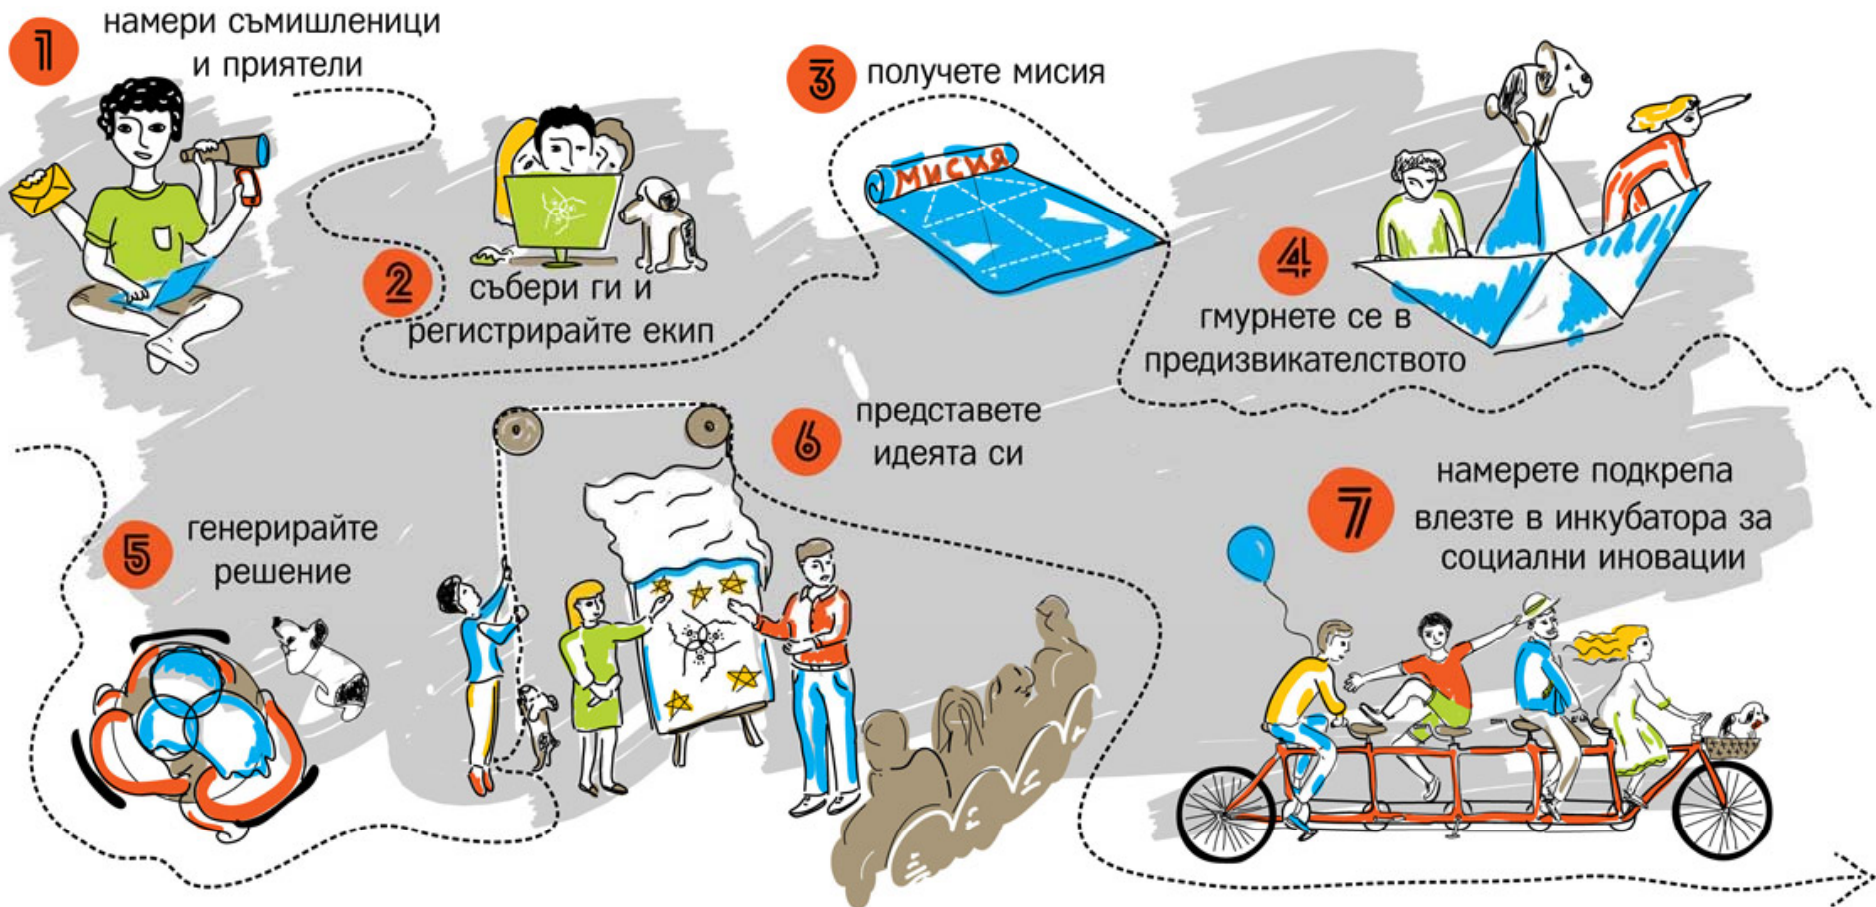 1
намери съмишленици
и приятели
2
събери ги и
регистрирайте екип
3
получете мисия
мисия
4
гмурнете се в
предизвикателството
5
генерирайте
решение
6
представете
идеята си
7
намерете подкрепа
влезте в инкубатора за
социални иновации